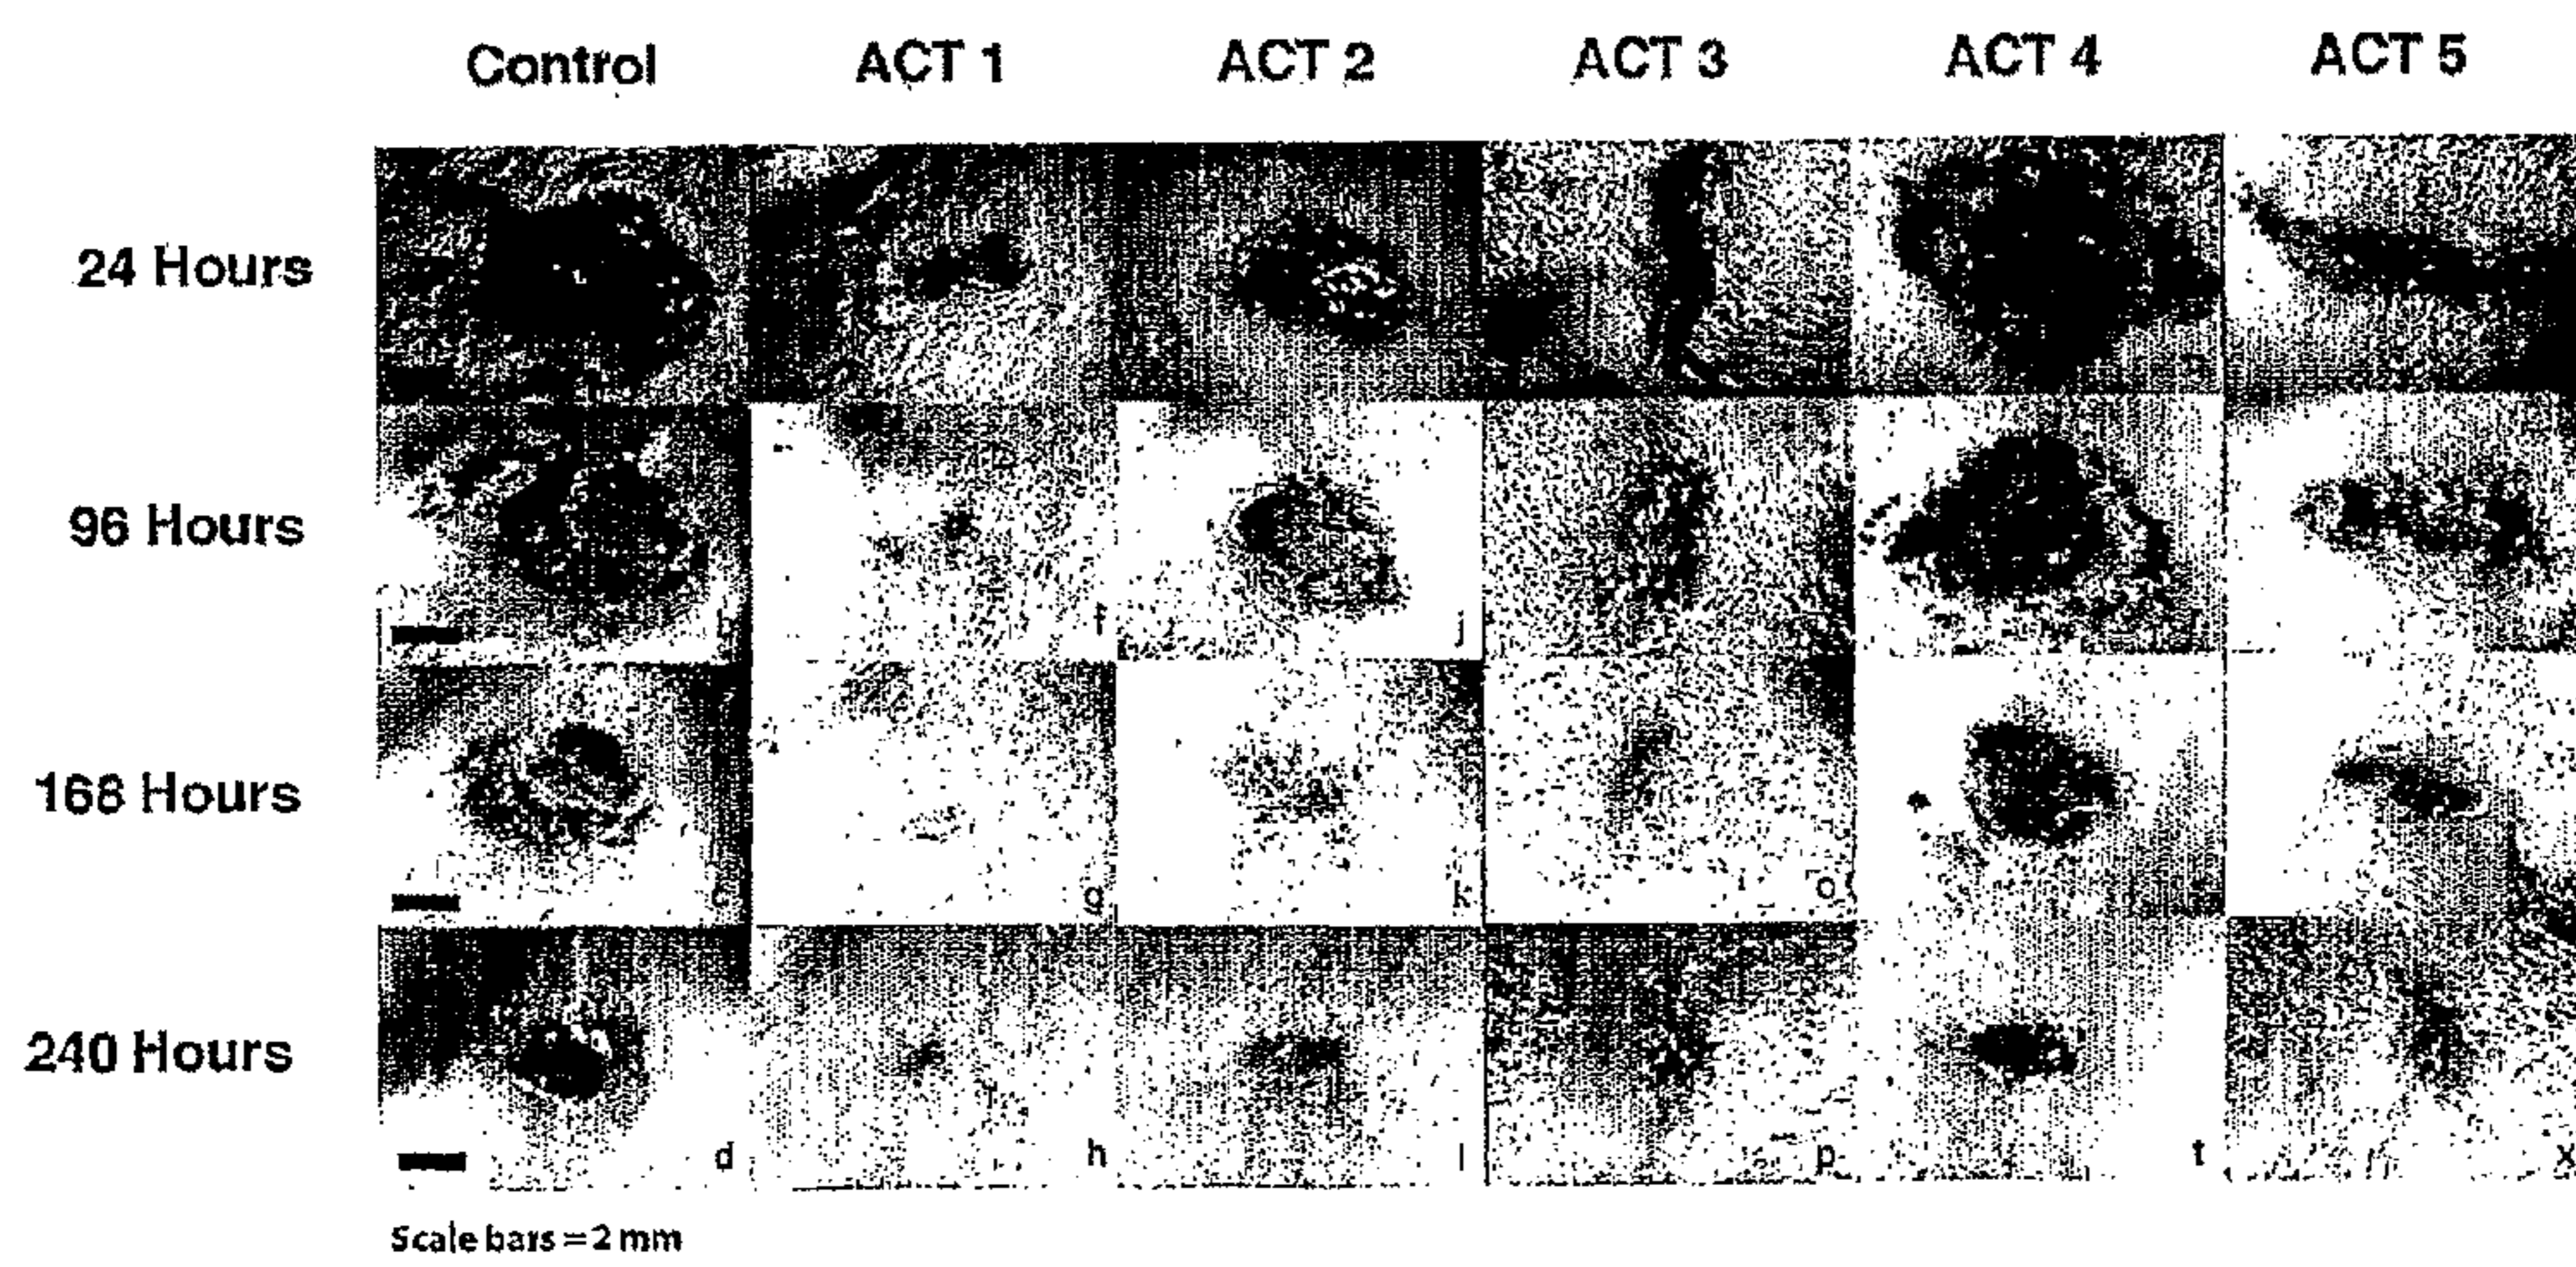 Control ACT 1 ACT 2 ACT 3 ACT 4 ACT 5
24 Hours
96 Hours
b f j
168 Hours
c g k o
240 Hours
d h l p t x
Scale bars = 2 mm